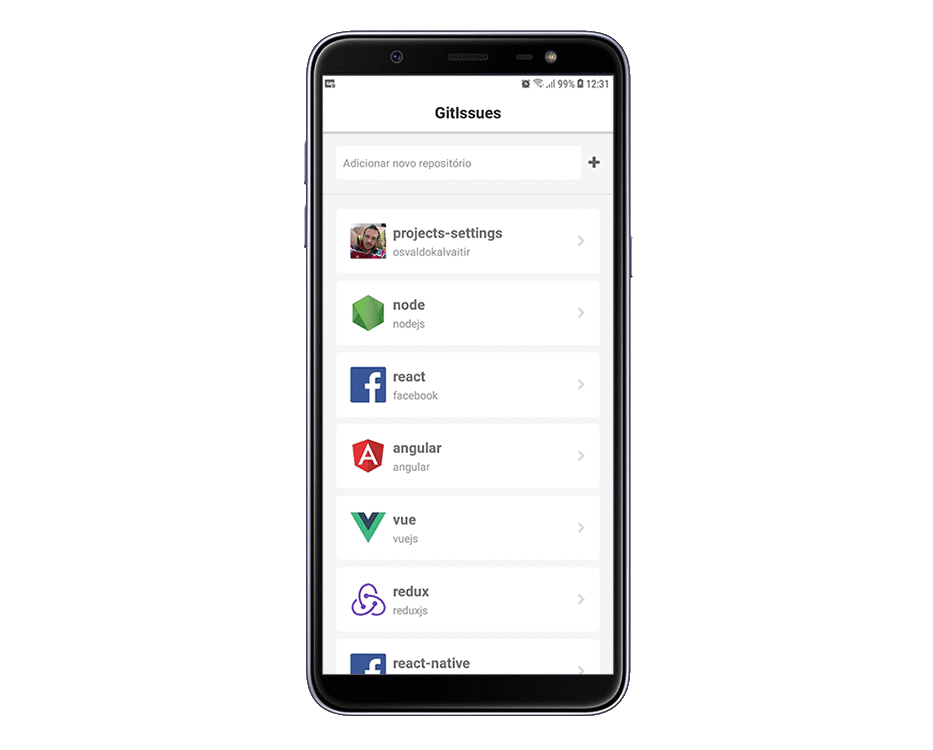 99% 12:31
GitIssues
Adicionar novo repositório
projects-settings
osvaldokalvaitir
node
nodejs
react
facebook
angular
angular
vue
vuejs
redux
reduxjs
react-native